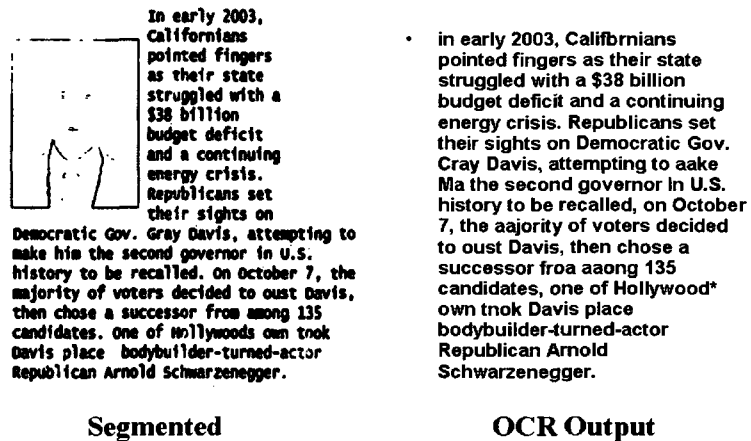 In early 2003,
Californians
pointed fingers
as their state
struggled with a
$38 billion
budget deficit
and a continuing
energy crisis.
Republicans set
their sights on
Democratic Gov. Gray Davis, attempting to
make him the second governor in U.S.
history to be recalled. On October 7, the
majority of voters decided to oust Davis,
then chose a successor from among 135
candidates. One of Hollywoods own tnok
Davis place bodybuilder-turned-actor
Republican Arnold Schwarzenegger.
Segmented
• in early 2003, Califbrnians
pointed fingers as their state
struggled with a $38 billion
budget deficit and a continuing
energy crisis. Republicans set
their sights on Democratic Gov.
Cray Davis, attempting to aake
Ma the second governor in U.S.
history to be recalled, on October
7, the aajority of voters decided
to oust Davis, then chose a
successor froa aaong 135
candidates, one of Hollywood*
own tnok Davis place
bodybuilder-turned-actor
Republican Arnold
Schwarzenegger.
OCR Output